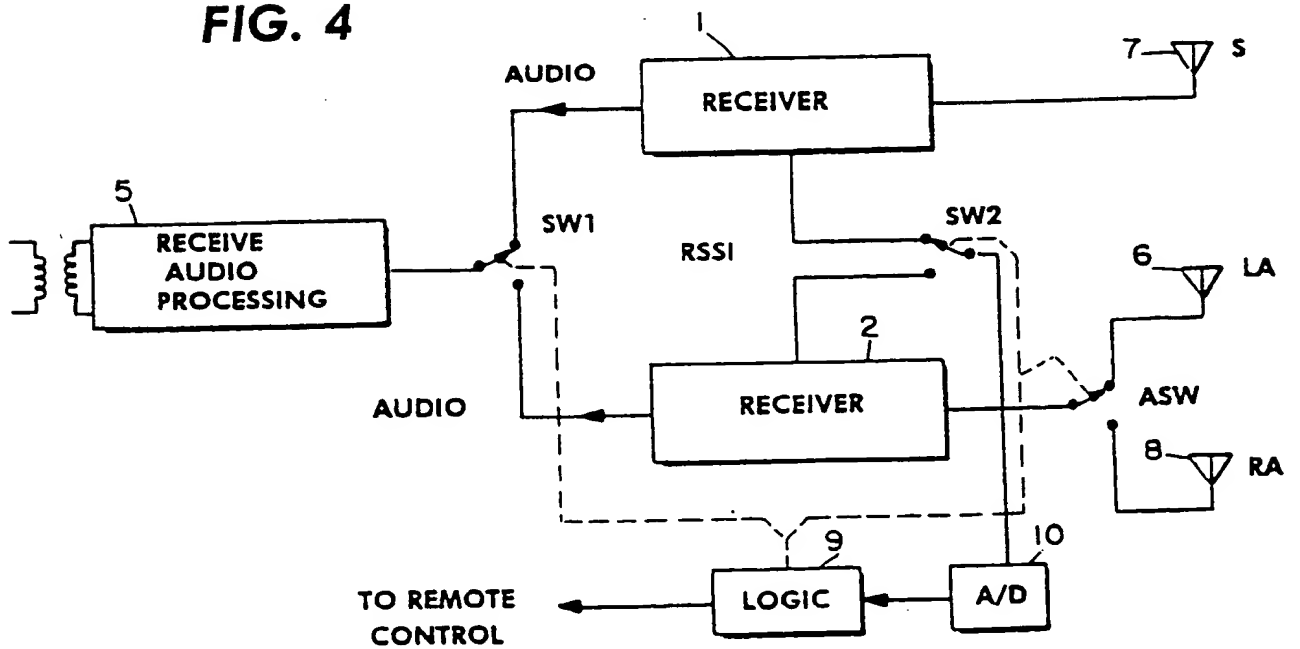 FIG. 4
1
7
S
AUDIO
RECEIVER
5
RECEIVE
AUDIO
PROCESSING
SW1
RSSI
SW2
6
LA
2
AUDIO
RECEIVER
ASW
8
RA
9
10
TO REMOTE
CONTROL
LOGIC
A/D